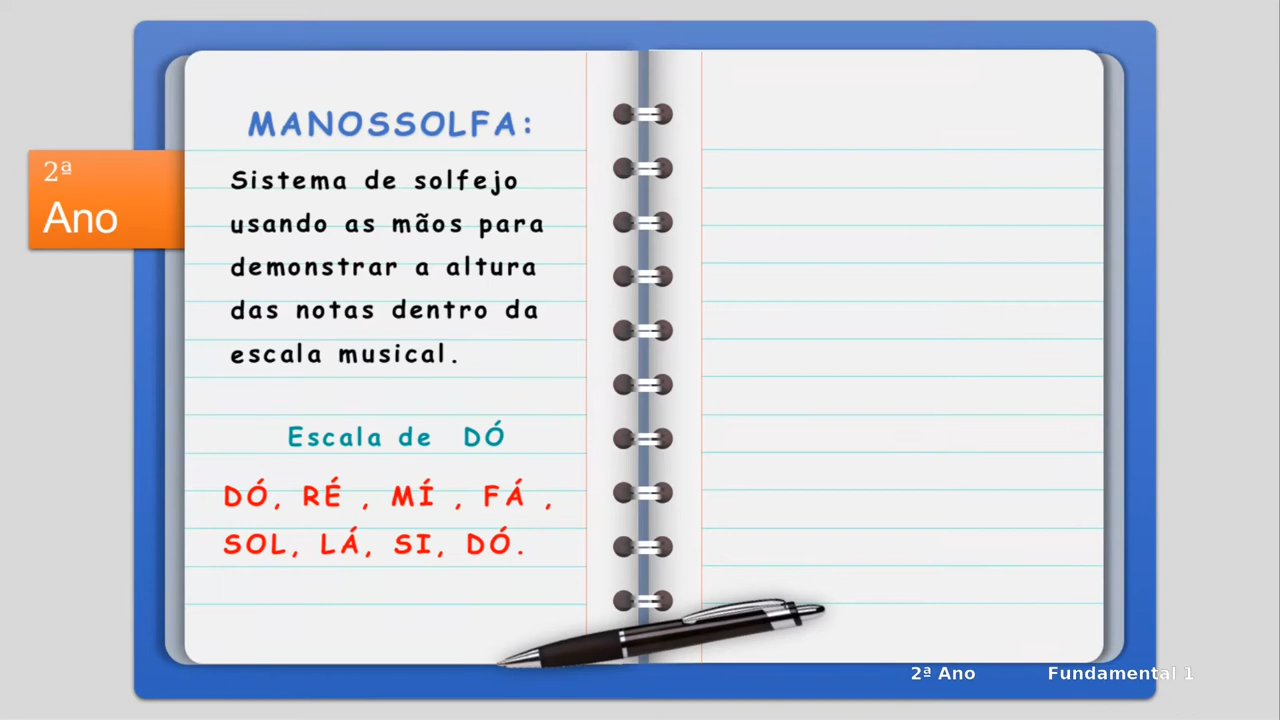 2ª
Ano
MANOSSOLFA:
Sistema de solfejo
usando as mãos para
demonstrar a altura
das notas dentro da
escala musical.
Escala de DÓ
DÓ, RÉ , MÍ , FÁ ,
SOL, LÁ, SI, DÓ.
2ª Ano Fundamental 1